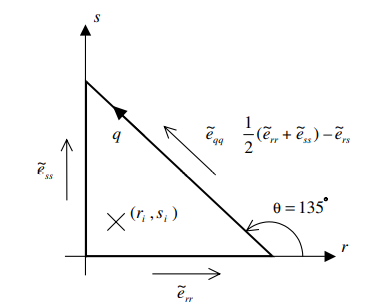 s
q
ẽ_qq  1/2(ẽ_rr + ẽ_ss) − ẽ_rs
ẽ_ss
(r_i , s_i )
θ = 135°
r
ẽ_rr